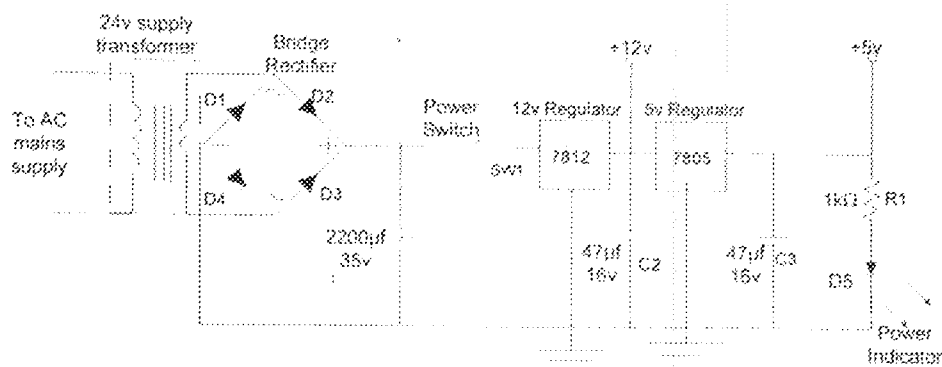 24v supply
transformer
Bridge
Rectifier
+12v
+5v
D1
D2
To AC
mains
supply
Power
Switch
12v Regulator
5v Regulator
SW1
7812
7805
D4
D3
1kΩ
R1
2200µf
35v
47µf
16v
C2
47µf
16v
C3
D5
Power
Indicator